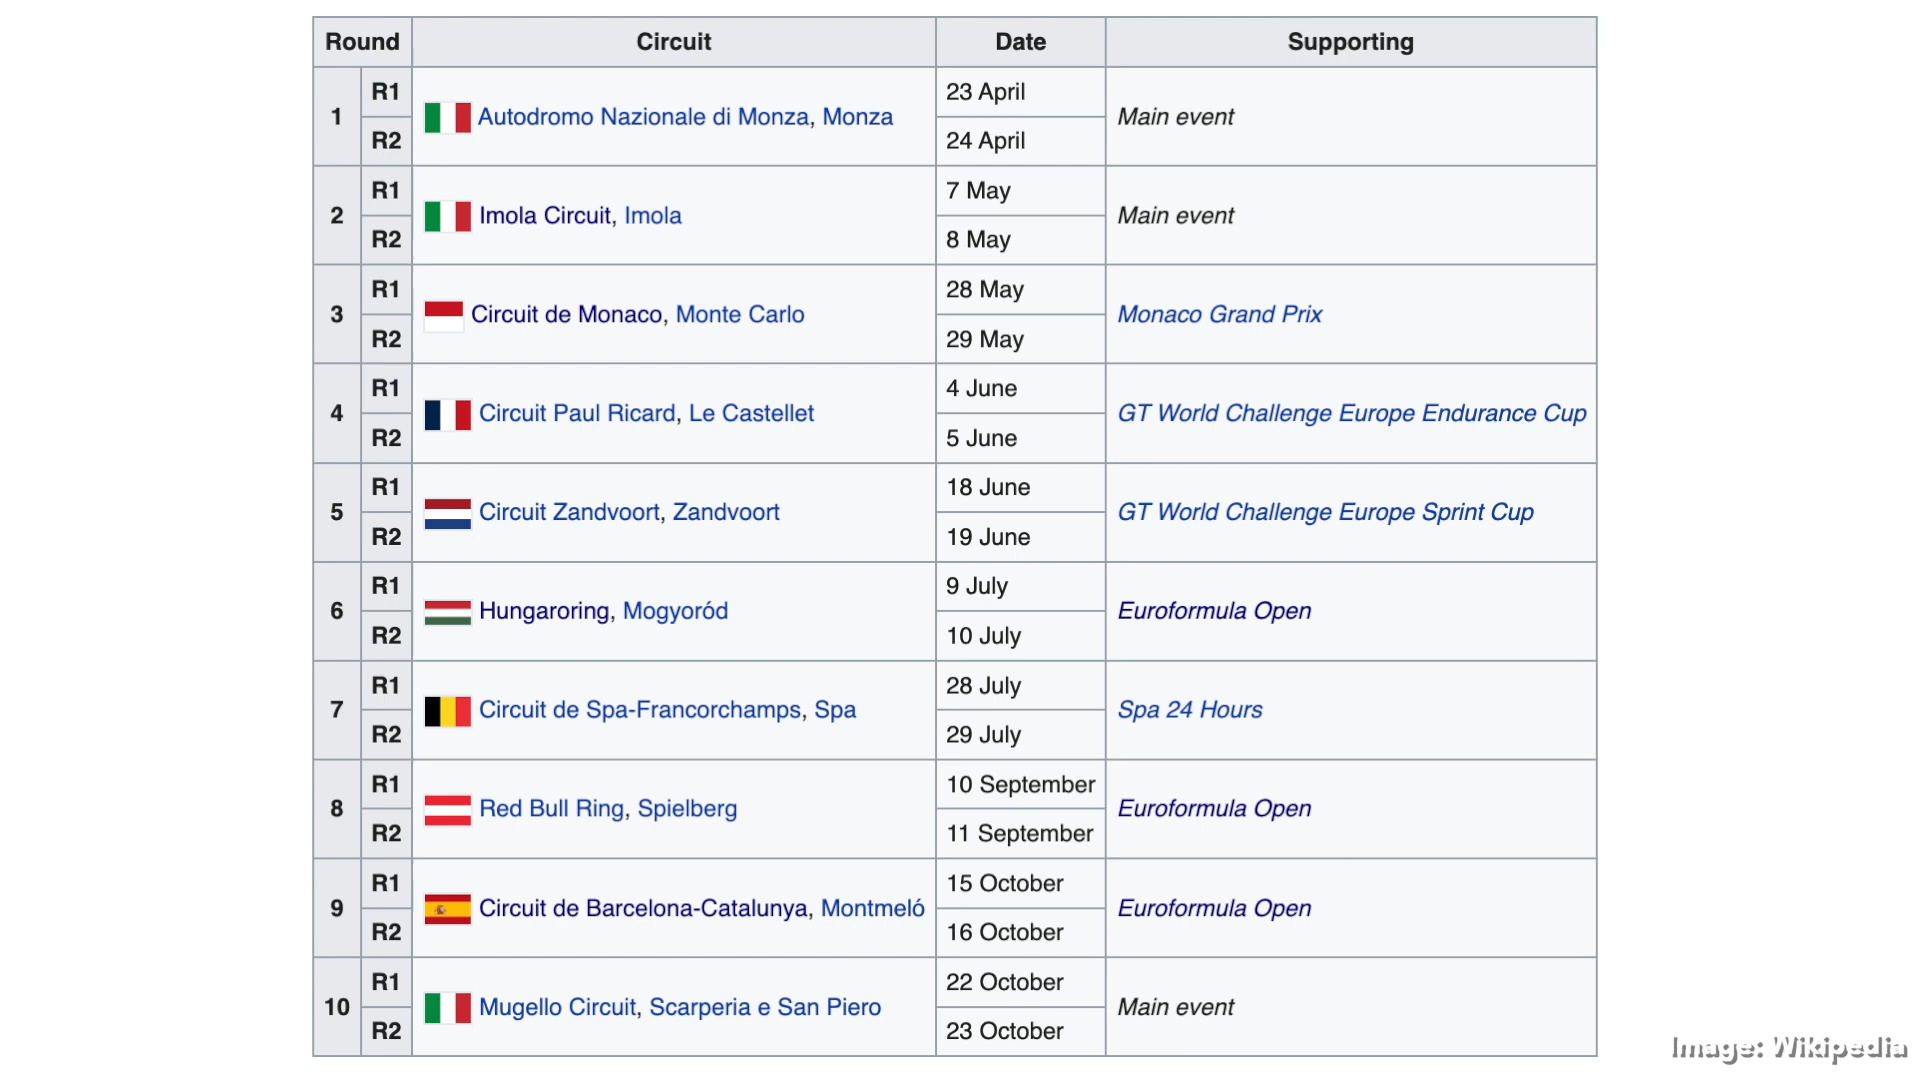 Round Circuit Date Supporting
1 R1 Autodromo Nazionale di Monza, Monza 23 April Main event
R2 24 April
2 R1 Imola Circuit, Imola 7 May Main event
R2 8 May
3 R1 Circuit de Monaco, Monte Carlo 28 May Monaco Grand Prix
R2 29 May
4 R1 Circuit Paul Ricard, Le Castellet 4 June GT World Challenge Europe Endurance Cup
R2 5 June
5 R1 Circuit Zandvoort, Zandvoort 18 June GT World Challenge Europe Sprint Cup
R2 19 June
6 R1 Hungaroring, Mogyoród 9 July Euroformula Open
R2 10 July
7 R1 Circuit de Spa-Francorchamps, Spa 28 July Spa 24 Hours
R2 29 July
8 R1 Red Bull Ring, Spielberg 10 September Euroformula Open
R2 11 September
9 R1 Circuit de Barcelona-Catalunya, Montmeló 15 October Euroformula Open
R2 16 October
10 R1 Mugello Circuit, Scarperia e San Piero 22 October Main event
R2 23 October
Image: Wikipedia